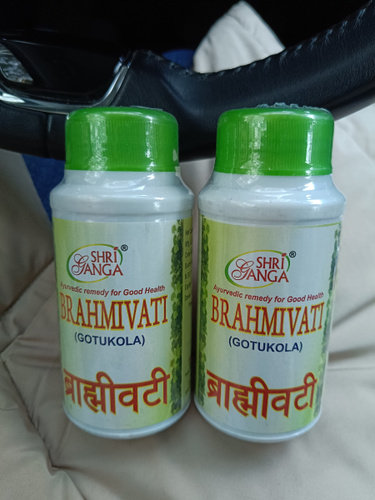 SHRI
GANGA
®
Ayurvedic remedy for Good Health
BRAHMIVATI
(GOTUKOLA)
ब्राह्मीवटी
SHRI
GANGA
®
Ayurvedic remedy for Good Health
BRAHMIVATI
(GOTUKOLA)
ब्राह्मीवटी